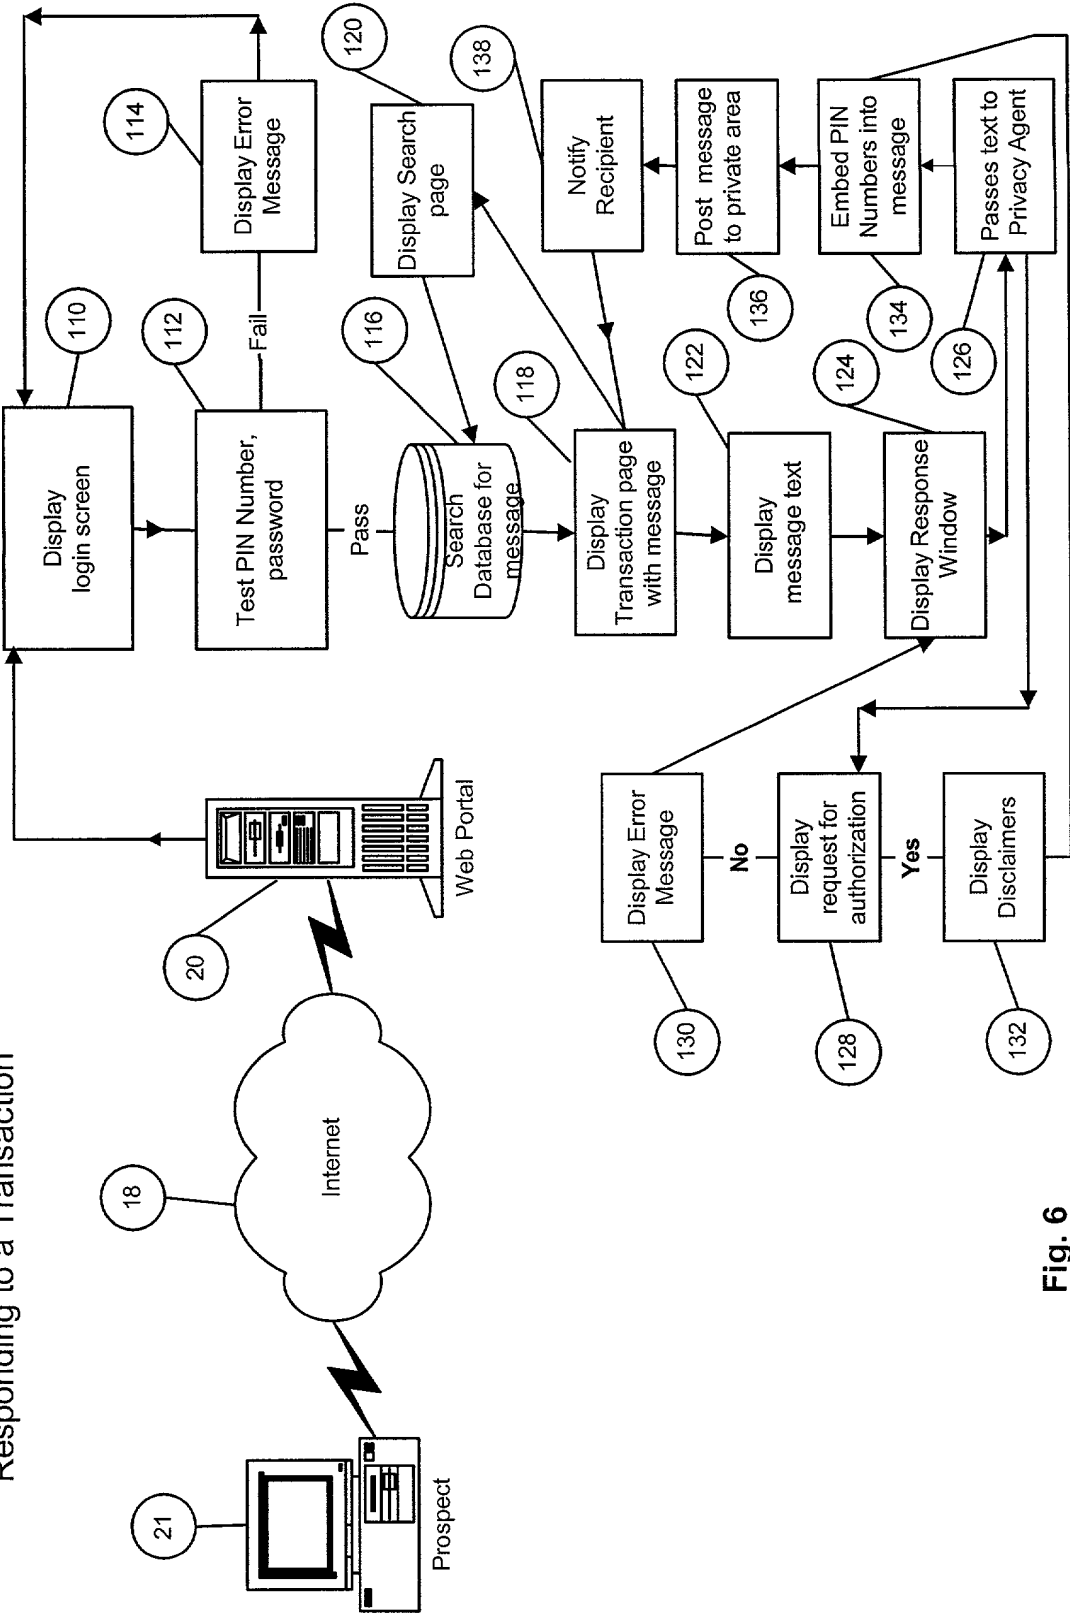 Responding to a Transaction
21
Prospect
18
Internet
20
Web Portal
110
Display
login screen
112
Test PIN Number,
password
Fail
114
Display Error
Message
Pass
116
Search
Database for
message
120
Display Search
page
118
Display
Transaction page
with message
138
Notify
Recipient
122
Display
message text
136
Post message
to private area
124
Display Response
Window
134
Embed PIN
Numbers into
message
126
Passes text to
Privacy Agent
130
Display Error
Message
No
128
Display
request for
authorization
Yes
132
Display
Disclaimers
Fig. 6